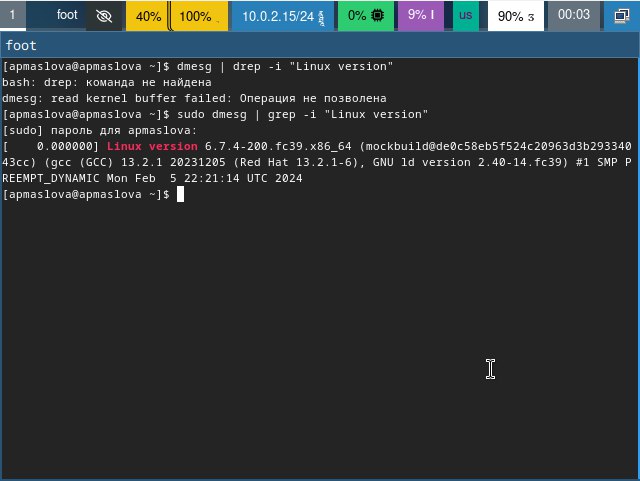 1 foot 40% 100% 10.0.2.15/24 0% 9% us 90% 00:03
foot
[apmaslova@apmaslova ~]$ dmesg | drep -i "Linux version"
bash: drep: команда не найдена
dmesg: read kernel buffer failed: Операция не позволена
[apmaslova@apmaslova ~]$ sudo dmesg | grep -i "Linux version"
[sudo] пароль для apmaslova:
[    0.000000] Linux version 6.7.4-200.fc39.x86_64 (mockbuild@de0c58eb5f524c20963d3b293340
43cc) (gcc (GCC) 13.2.1 20231205 (Red Hat 13.2.1-6), GNU ld version 2.40-14.fc39) #1 SMP P
REEMPT_DYNAMIC Mon Feb  5 22:21:14 UTC 2024
[apmaslova@apmaslova ~]$